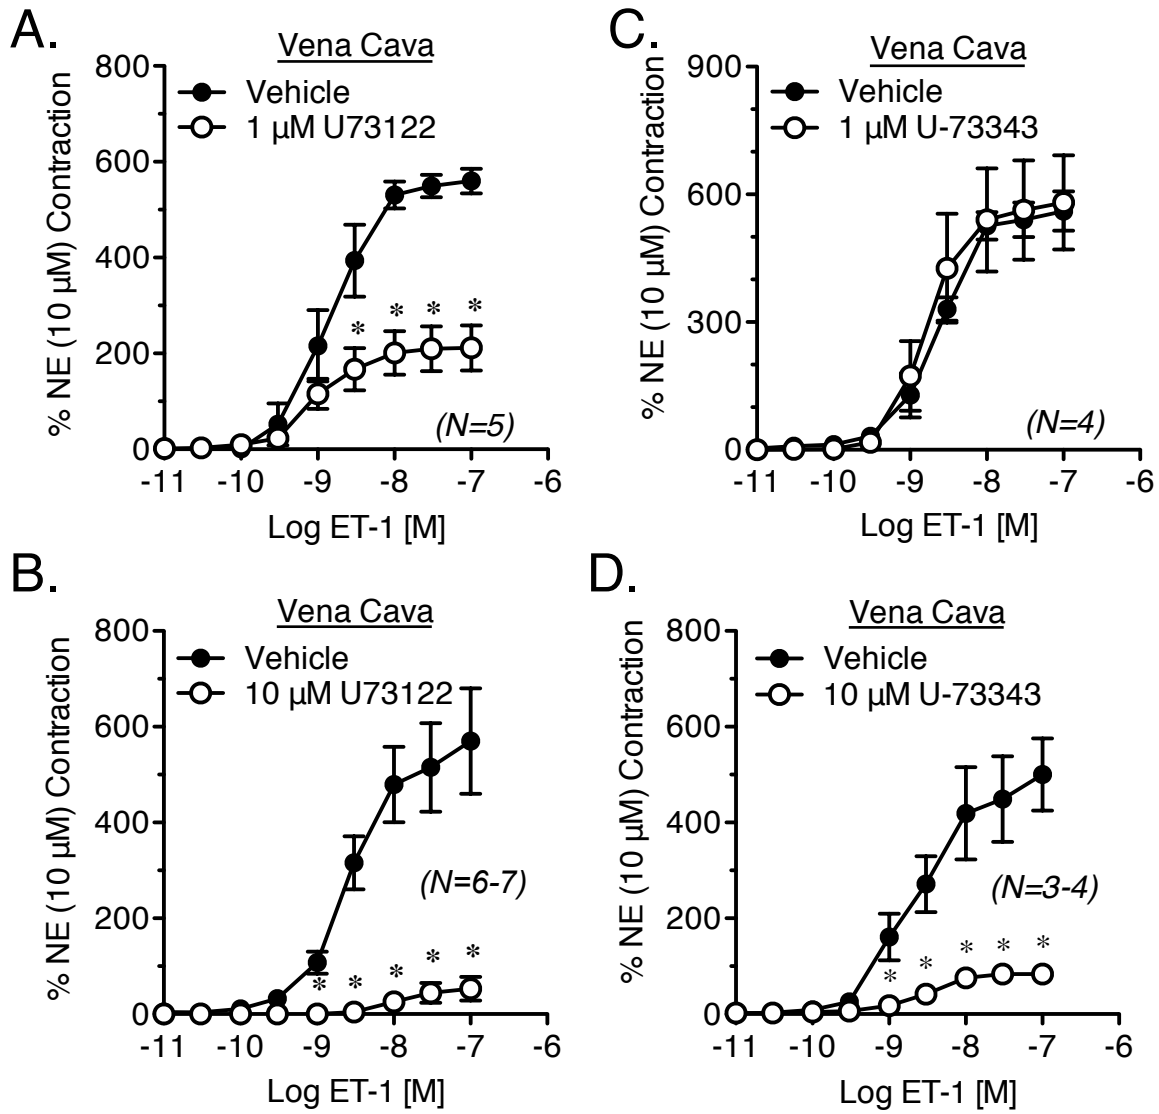 A.
Vena Cava
% NE (10 µM) Contraction
800
600
400
200
0
Vehicle
1 µM U73122
* * * *
(N=5)
-11 -10 -9 -8 -7 -6
Log ET-1 [M]
C.
Vena Cava
% NE (10 µM) Contraction
900
600
300
0
Vehicle
1 µM U-73343
(N=4)
-11 -10 -9 -8 -7 -6
Log ET-1 [M]
B.
Vena Cava
% NE (10 µM) Contraction
800
600
400
200
0
Vehicle
10 µM U73122
(N=6-7)
* * * * *
-11 -10 -9 -8 -7 -6
Log ET-1 [M]
D.
Vena Cava
% NE (10 µM) Contraction
800
600
400
200
0
Vehicle
10 µM U-73343
(N=3-4)
* * * * *
-11 -10 -9 -8 -7 -6
Log ET-1 [M]